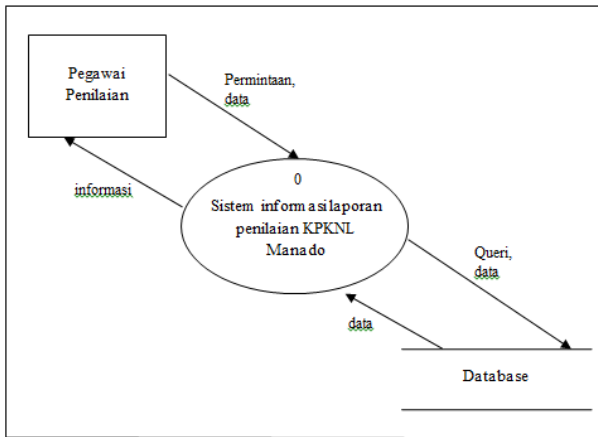 Pegawai
Penilaian
Permintaan,
data
informasi
0
Sistem informasi laporan
penilaian KPKNL
Manado
Queri,
data
data
Database